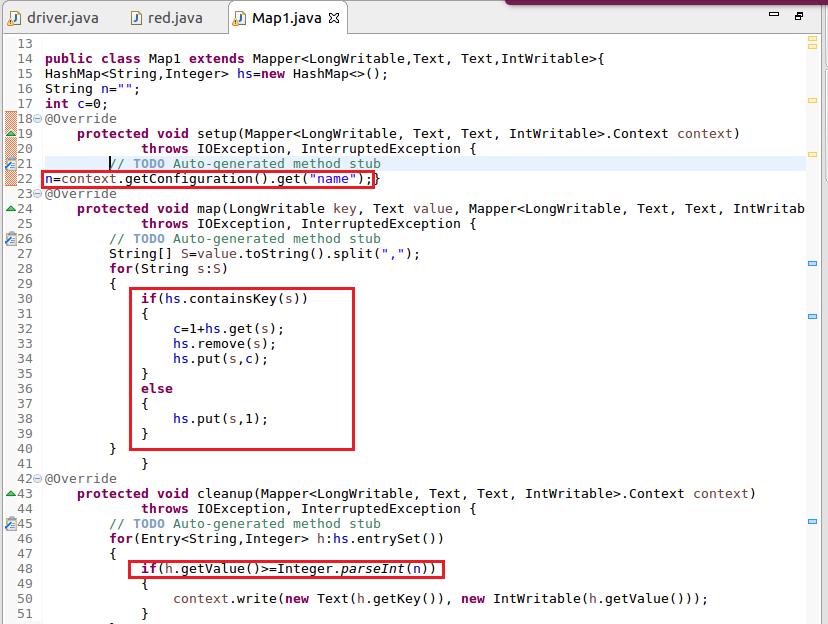 driver.java red.java Map1.java
13
14 public class Map1 extends Mapper<LongWritable,Text, Text,IntWritable>{
15 HashMap<String,Integer> hs=new HashMap<>();
16 String n="";
17 int c=0;
18 @Override
19 protected void setup(Mapper<LongWritable, Text, Text, IntWritable>.Context context)
20 throws IOException, InterruptedException {
21 // TODO Auto-generated method stub
22 n=context.getConfiguration().get("name");}
23 @Override
24 protected void map(LongWritable key, Text value, Mapper<LongWritable, Text, Text, IntWritab
25 throws IOException, InterruptedException {
26 // TODO Auto-generated method stub
27 String[] S=value.toString().split(",");
28 for(String s:S)
29 {
30 if(hs.containsKey(s))
31 {
32 c=1+hs.get(s);
33 hs.remove(s);
34 hs.put(s,c);
35 }
36 else
37 {
38 hs.put(s,1);
39 }
40 }
41 }
42 @Override
43 protected void cleanup(Mapper<LongWritable, Text, Text, IntWritable>.Context context)
44 throws IOException, InterruptedException {
45 // TODO Auto-generated method stub
46 for(Entry<String,Integer> h:hs.entrySet())
47 {
48 if(h.getValue()>=Integer.parseInt(n))
49 {
50 context.write(new Text(h.getKey()), new IntWritable(h.getValue()));
51 }